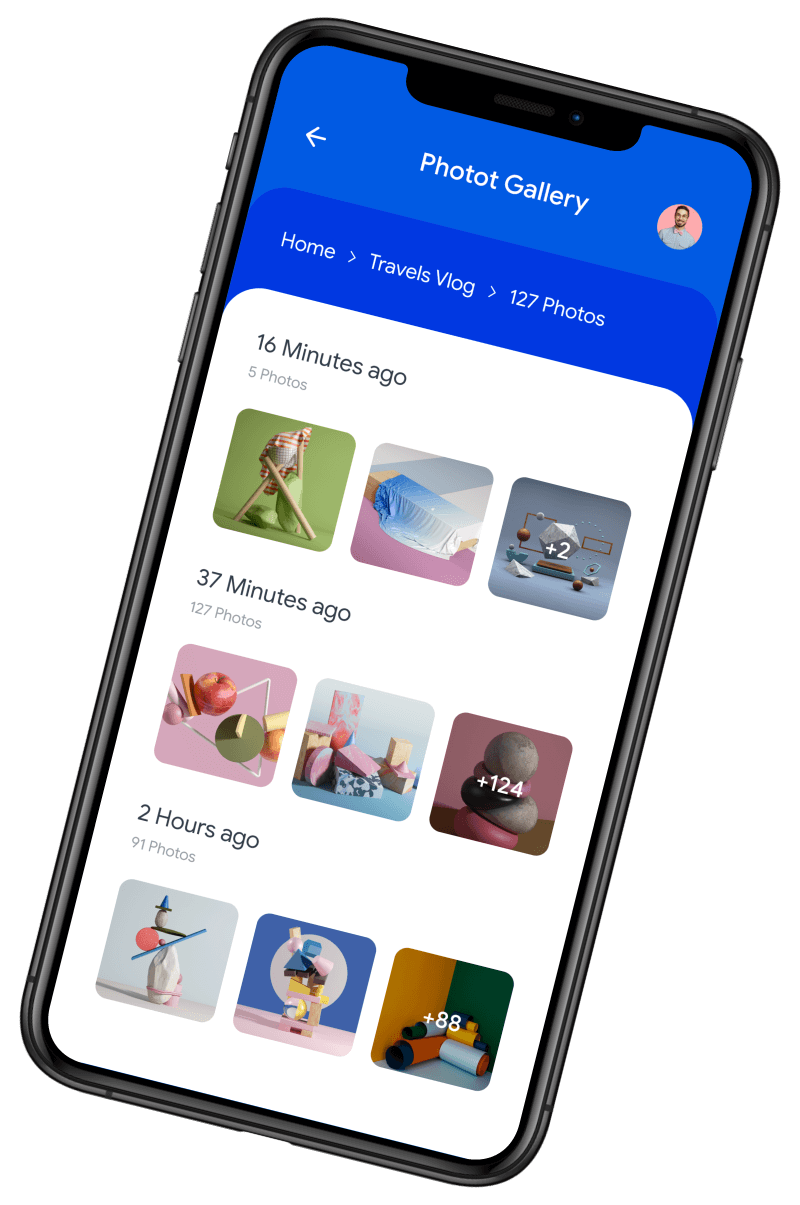 Photot Gallery
Home > Travels Vlog > 127 Photos
16 Minutes ago
5 Photos
+2
37 Minutes ago
127 Photos
+124
2 Hours ago
91 Photos
+88